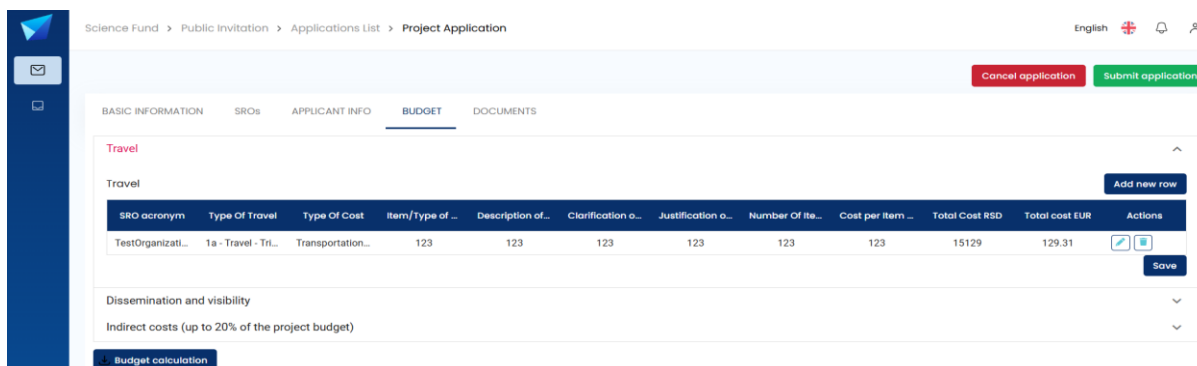 Science Fund > Public Invitation > Applications List > Project Application English
Cancel application Submit application
BASIC INFORMATION SROs APPLICANT INFO BUDGET DOCUMENTS
Travel
Travel Add new row
SRO acronym Type Of Travel Type Of Cost Item/Type of ... Description of... Clarification o... Justification o... Number Of Ite... Cost per Item ... Total Cost RSD Total cost EUR Actions
TestOrganizati... 1a - Travel - Tri... Transportation... 123 123 123 123 123 123 15129 129.31
Save
Dissemination and visibility
Indirect costs (up to 20% of the project budget)
Budget calculation